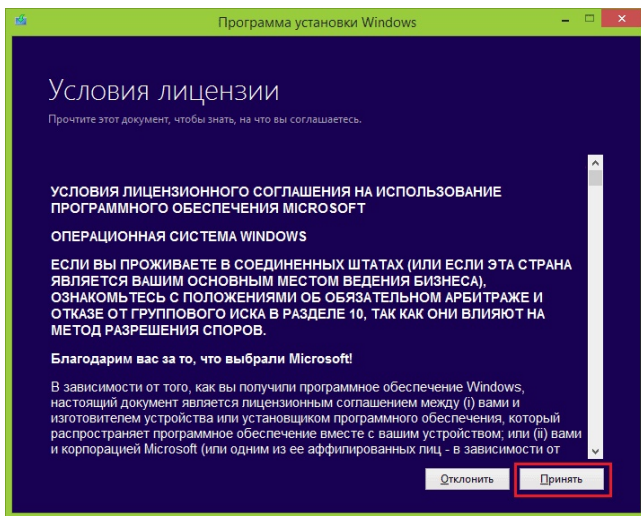 Программа установки Windows
Условия лицензии
Прочтите этот документ, чтобы знать, на что вы соглашаетесь.
УСЛОВИЯ ЛИЦЕНЗИОННОГО СОГЛАШЕНИЯ НА ИСПОЛЬЗОВАНИЕ
ПРОГРАММНОГО ОБЕСПЕЧЕНИЯ MICROSOFT
ОПЕРАЦИОННАЯ СИСТЕМА WINDOWS
ЕСЛИ ВЫ ПРОЖИВАЕТЕ В СОЕДИНЕННЫХ ШТАТАХ (ИЛИ ЕСЛИ ЭТА СТРАНА
ЯВЛЯЕТСЯ ВАШИМ ОСНОВНЫМ МЕСТОМ ВЕДЕНИЯ БИЗНЕСА),
ОЗНАКОМЬТЕСЬ С ПОЛОЖЕНИЯМИ ОБ ОБЯЗАТЕЛЬНОМ АРБИТРАЖЕ И
ОТКАЗЕ ОТ ГРУППОВОГО ИСКА В РАЗДЕЛЕ 10, ТАК КАК ОНИ ВЛИЯЮТ НА
МЕТОД РАЗРЕШЕНИЯ СПОРОВ.
Благодарим вас за то, что выбрали Microsoft!
В зависимости от того, как вы получили программное обеспечение Windows,
настоящий документ является лицензионным соглашением между (i) вами и
изготовителем устройства или установщиком программного обеспечения, который
распространяет программное обеспечение вместе с вашим устройством; или (ii) вами
и корпорацией Microsoft (или одним из ее аффилированных лиц - в зависимости от
Отклонить
Принять